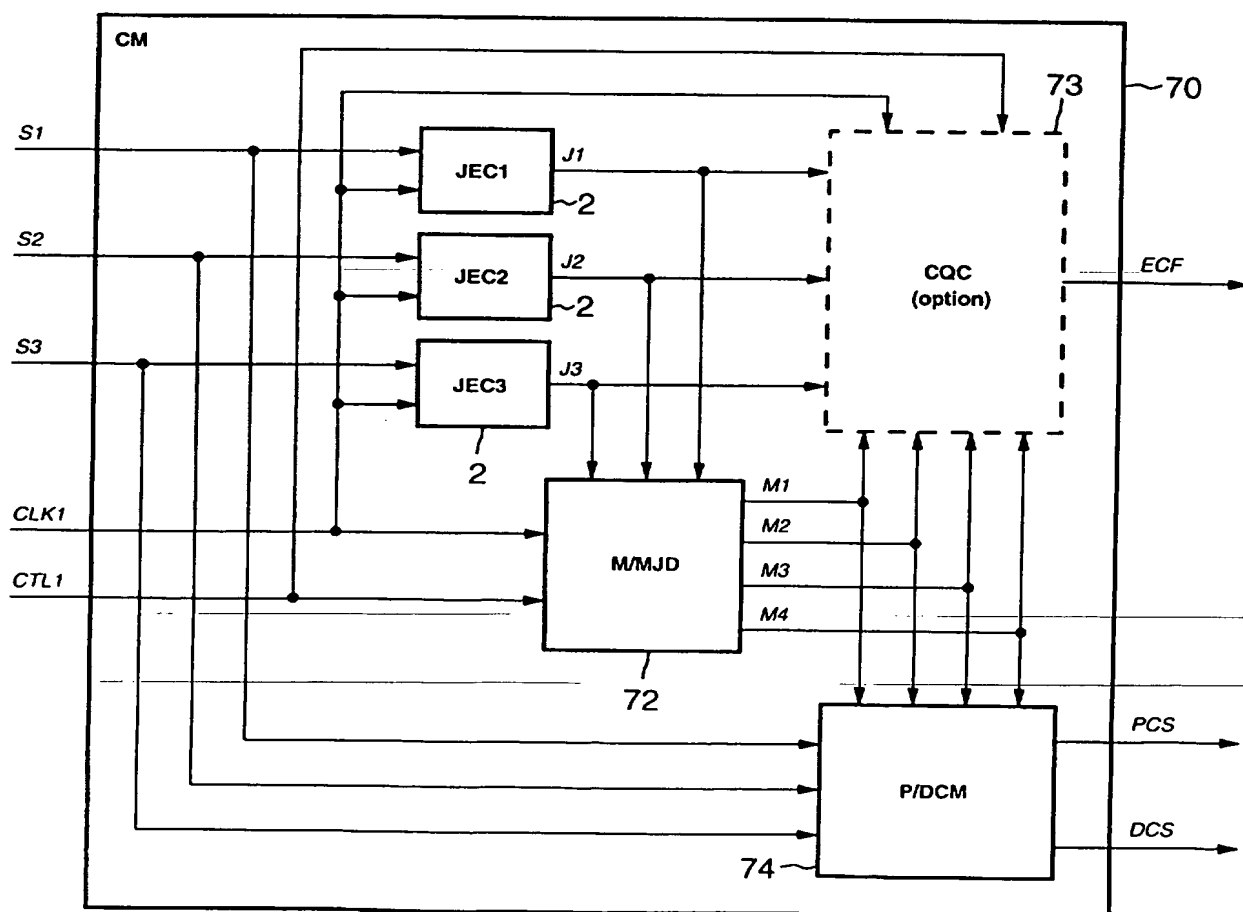 CM
70
73
S1
JEC1
J1
2
S2
JEC2
J2
2
CQC
(option)
ECF
S3
JEC3
J3
2
CLK1
M/MJD
M1
M2
CTL1
M3
M4
72
PCS
P/DCM
DCS
74